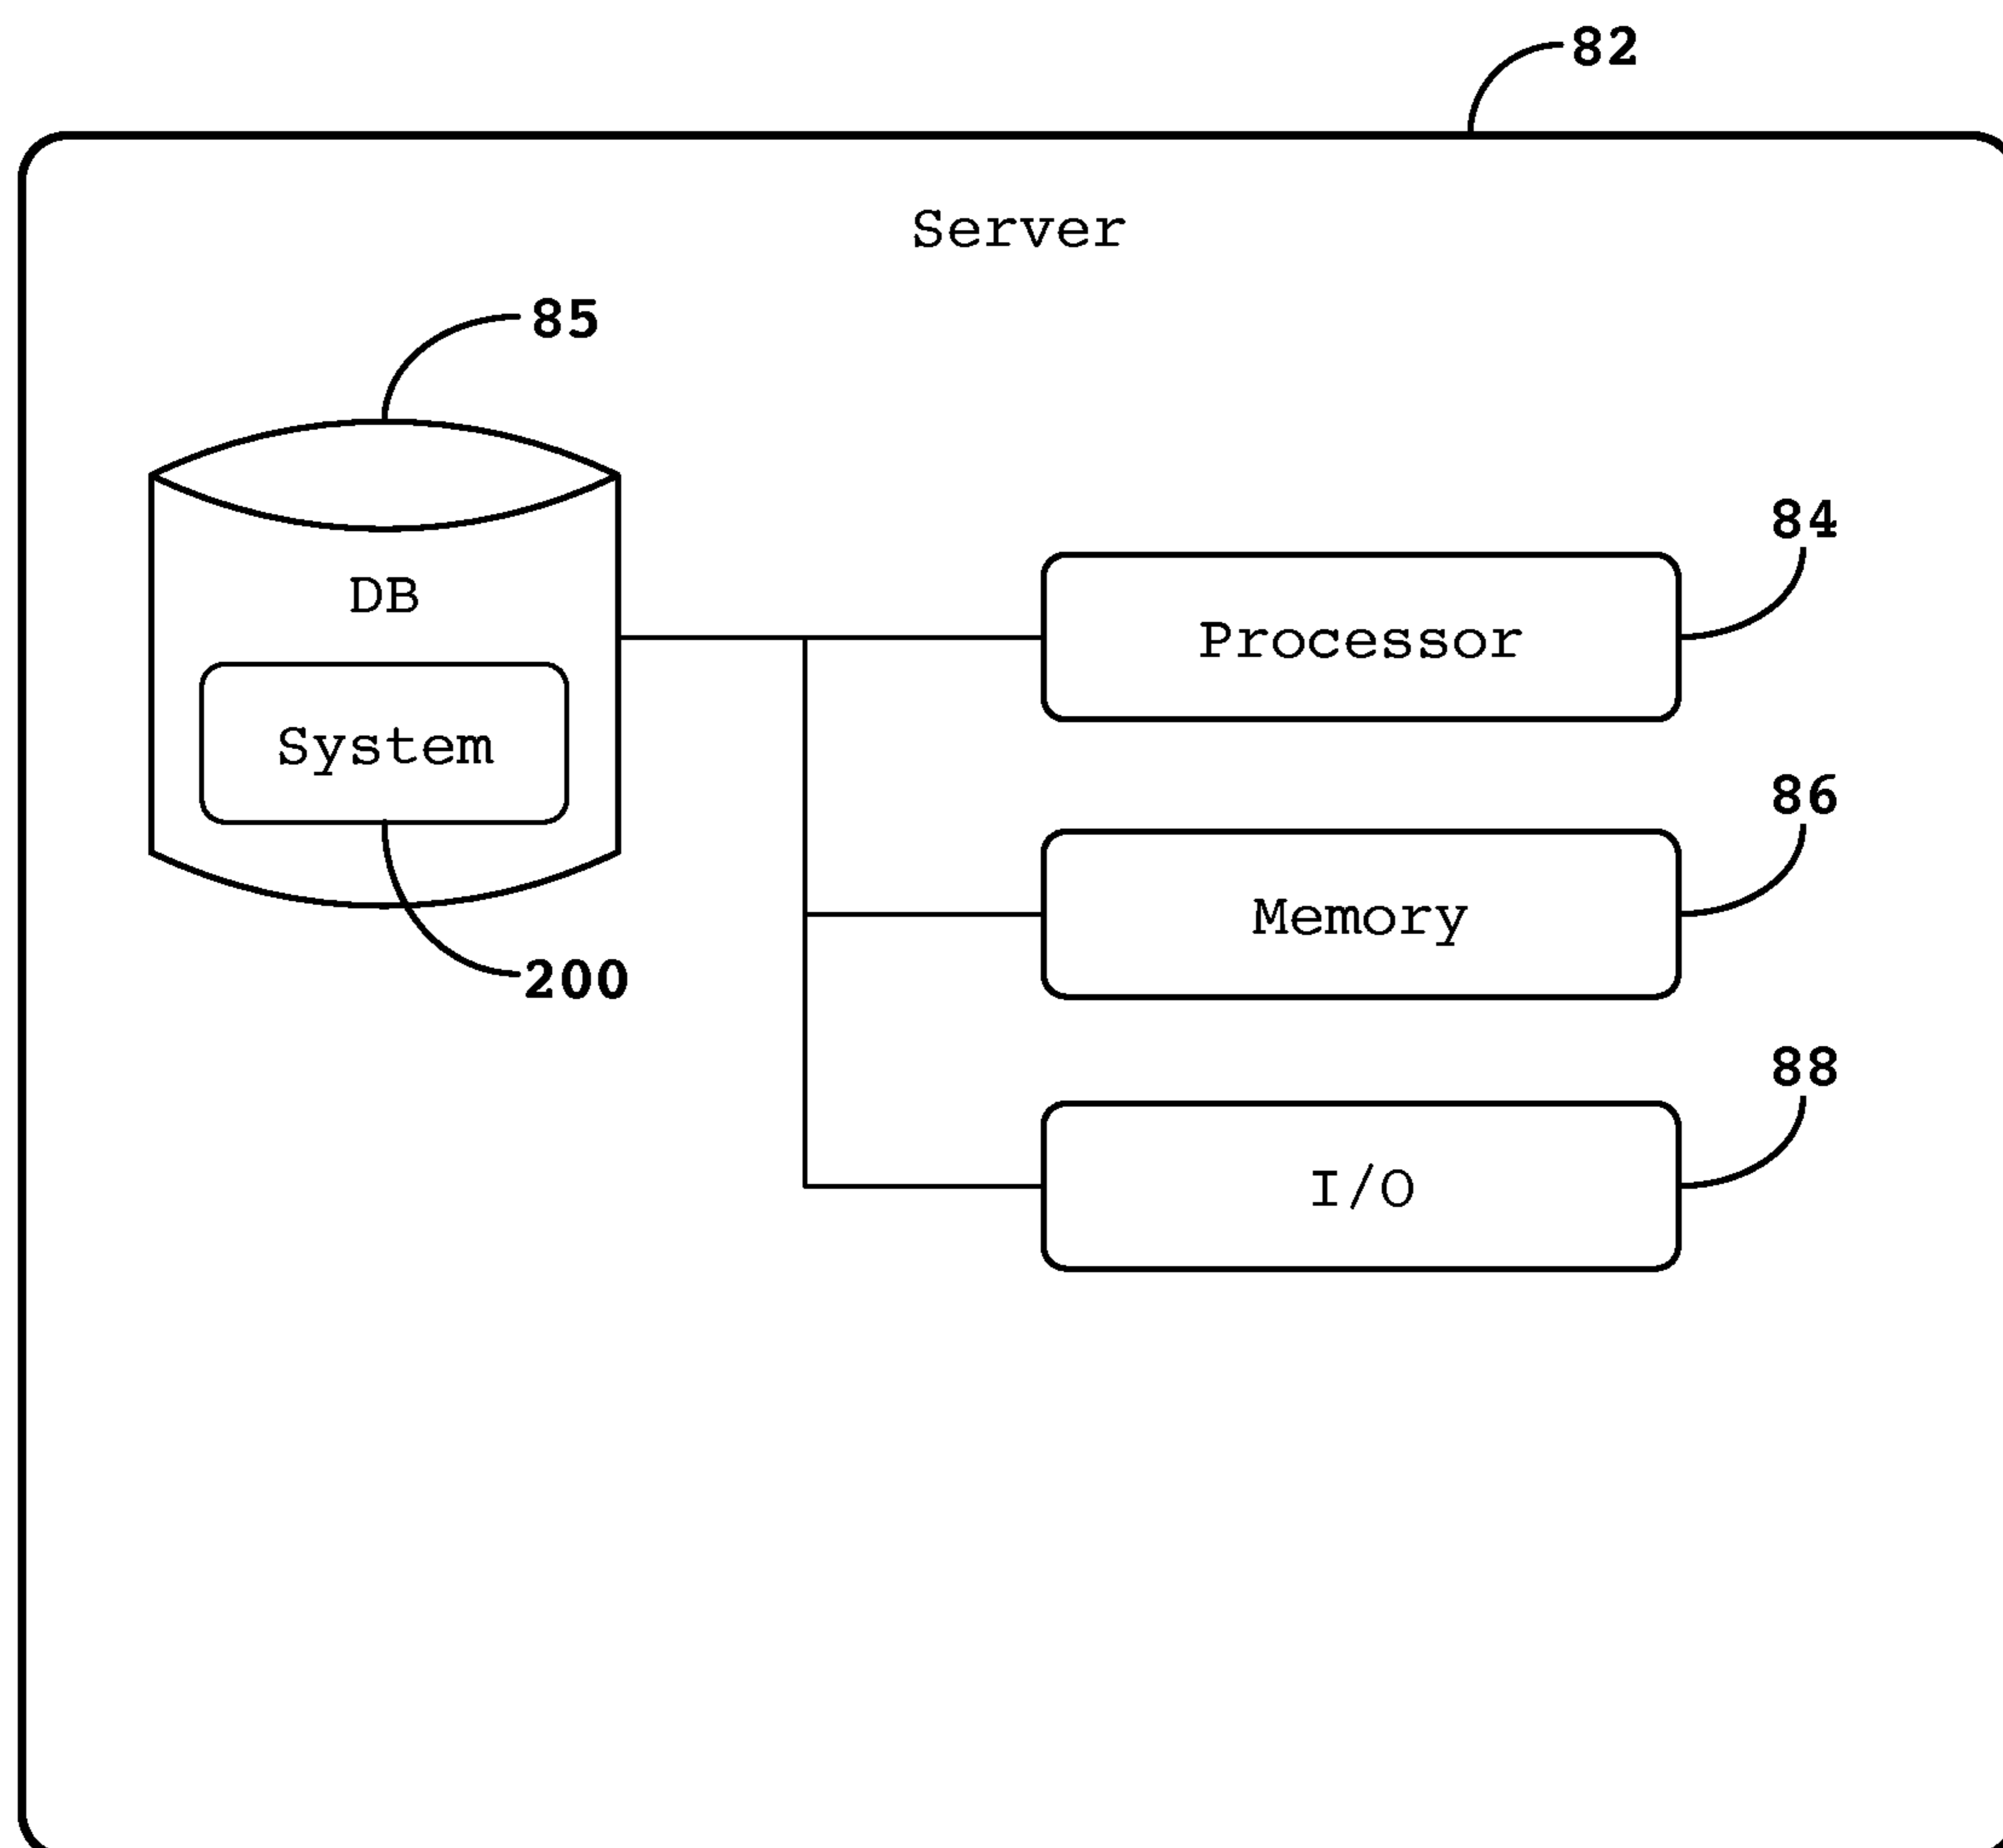 82
Server
85
84
DB
Processor
System
86
Memory
200
88
I/O